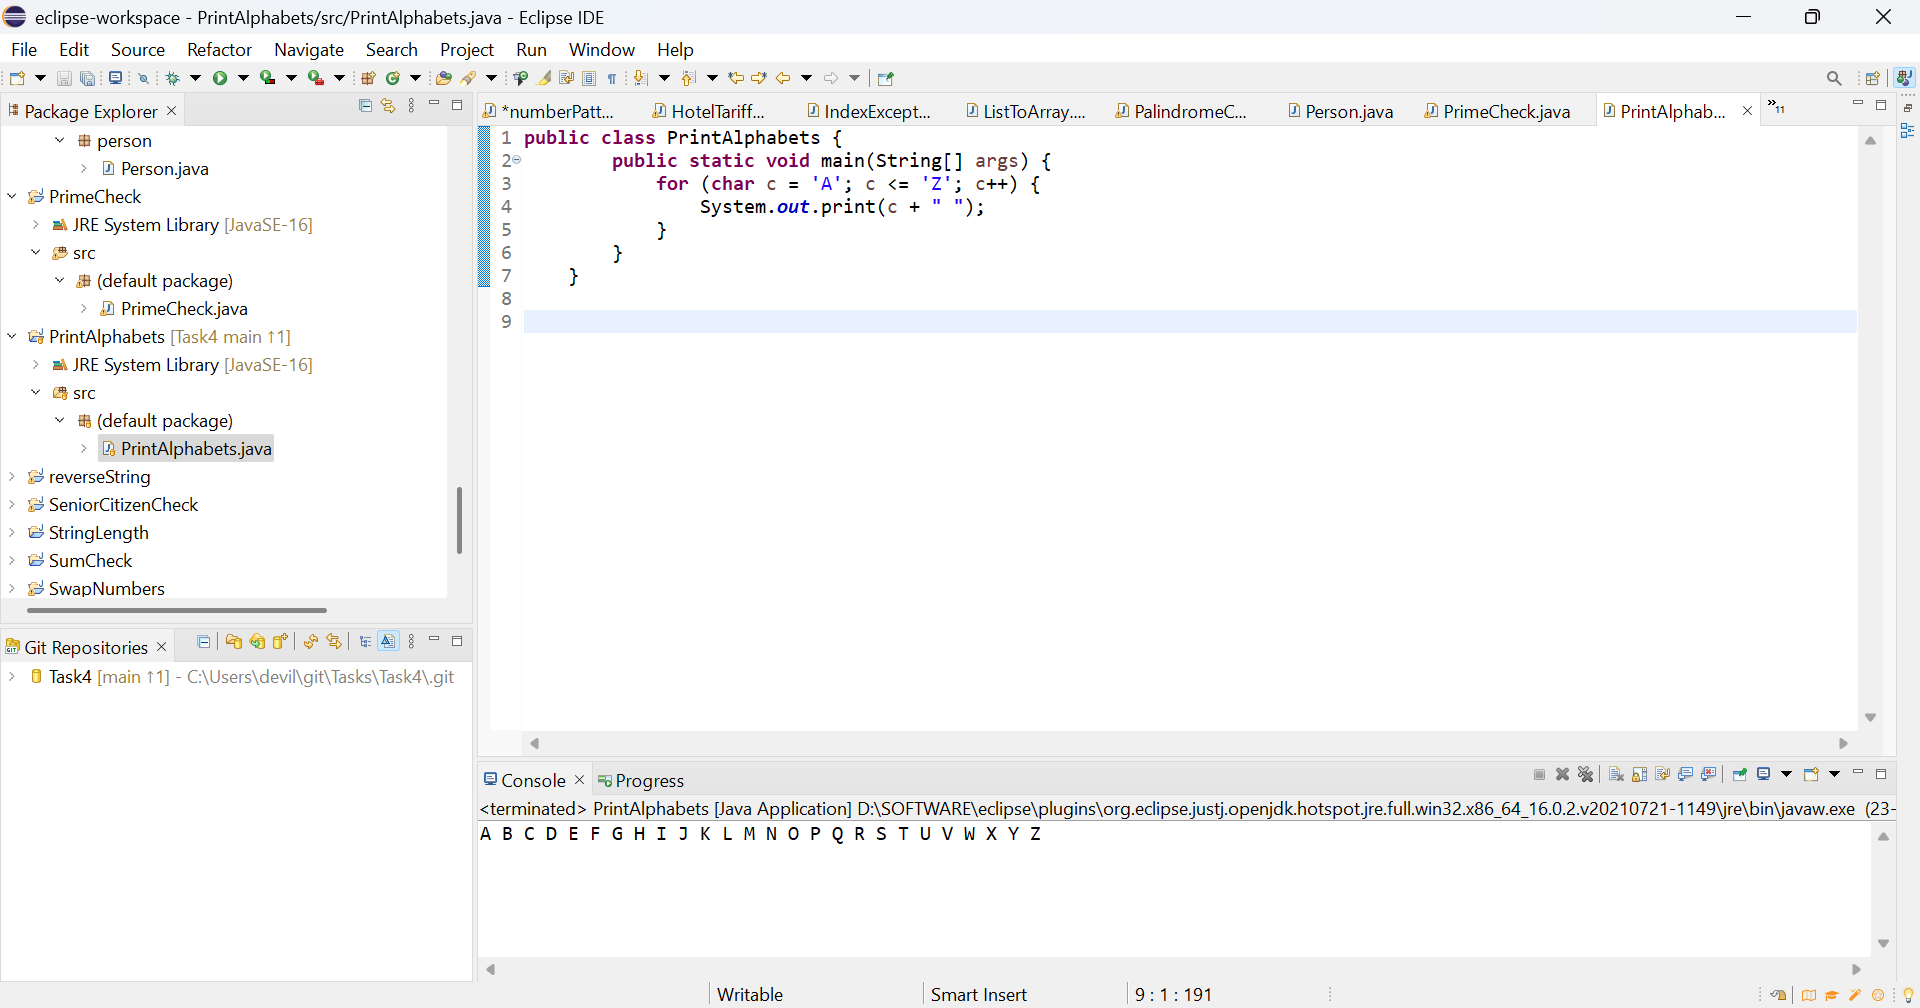 eclipse-workspace - PrintAlphabets/src/PrintAlphabets.java - Eclipse IDE
File Edit Source Refactor Navigate Search Project Run Window Help
Package Explorer
person
Person.java
PrimeCheck
JRE System Library [JavaSE-16]
src
(default package)
PrimeCheck.java
PrintAlphabets [Task4 main ↑1]
JRE System Library [JavaSE-16]
src
(default package)
PrintAlphabets.java
reverseString
SeniorCitizenCheck
StringLength
SumCheck
SwapNumbers
Git Repositories
Task4 [main ↑1] - C:\Users\devil\git\Tasks\Task4\.git
*numberPatt... HotelTariff... IndexExcept... ListToArray.... PalindromeC... Person.java PrimeCheck.java PrintAlphab... »11
1 public class PrintAlphabets {
2 public static void main(String[] args) {
3 for (char c = 'A'; c <= 'Z'; c++) {
4 System.out.print(c + " ");
5 }
6 }
7 }
8
9
Console Progress
<terminated> PrintAlphabets [Java Application] D:\SOFTWARE\eclipse\plugins\org.eclipse.justj.openjdk.hotspot.jre.full.win32.x86_64_16.0.2.v20210721-1149\jre\bin\javaw.exe (23-
A B C D E F G H I J K L M N O P Q R S T U V W X Y Z
Writable Smart Insert 9 : 1 : 191